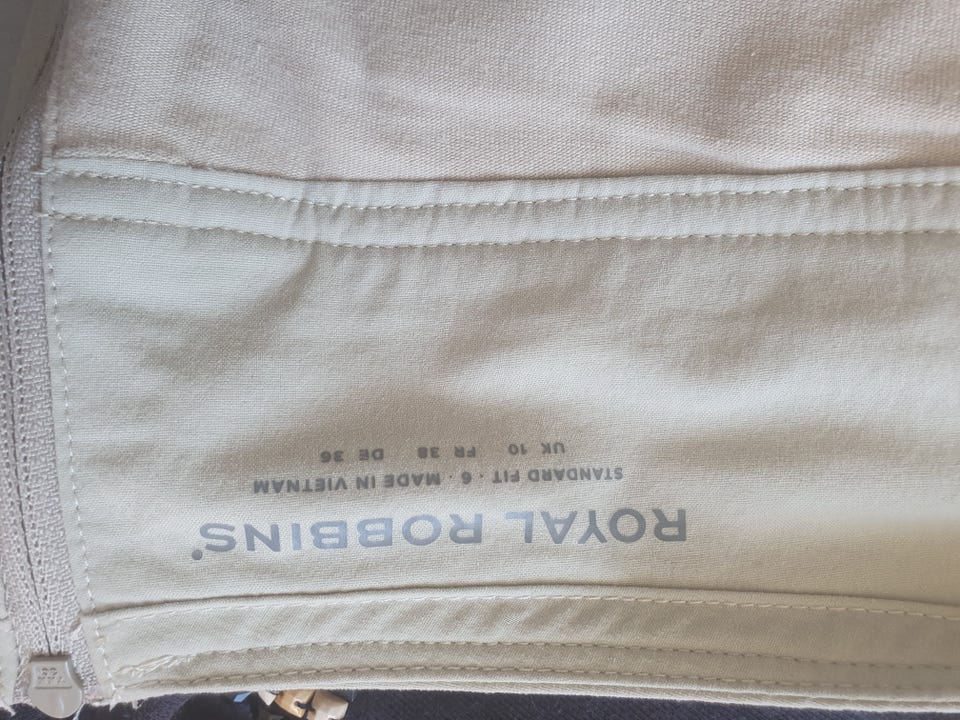 ROYAL ROBBINS®
STANDARD FIT · 6 · MADE IN VIETNAM
UK 10 FR 38 DE 36